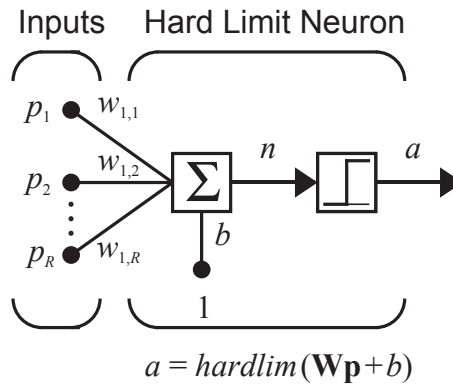 Inputs Hard Limit Neuron
p1 w1,1
p2 w1,2 Σ n a
pR w1,R b
1
a = hardlim(Wp+b)